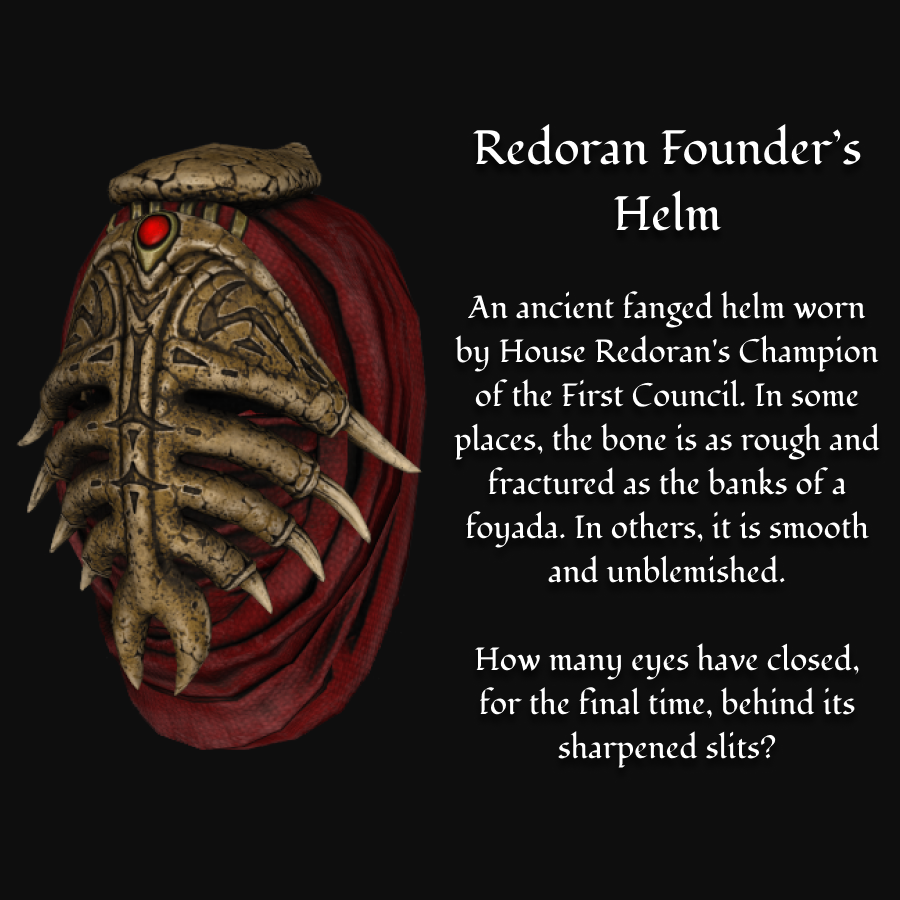 Redoran Founder's
Helm
An ancient fanged helm worn
by House Redoran's Champion
of the First Council. In some
places, the bone is as rough and
fractured as the banks of a
foyada. In others, it is smooth
and unblemished.
How many eyes have closed,
for the final time, behind its
sharpened slits?